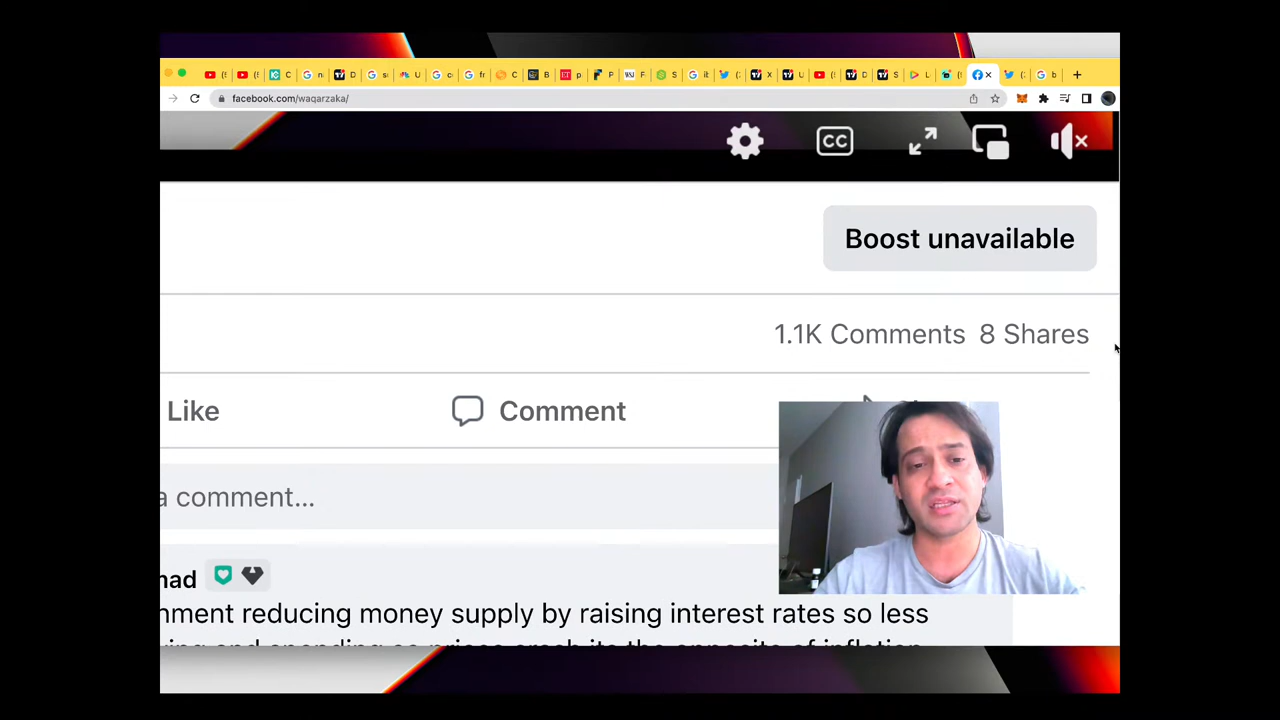 facebook.com/waqarzaka/
CC
Boost unavailable
1.1K Comments 8 Shares
Like
Comment
a comment...
nad
nment reducing money supply by raising interest rates so less